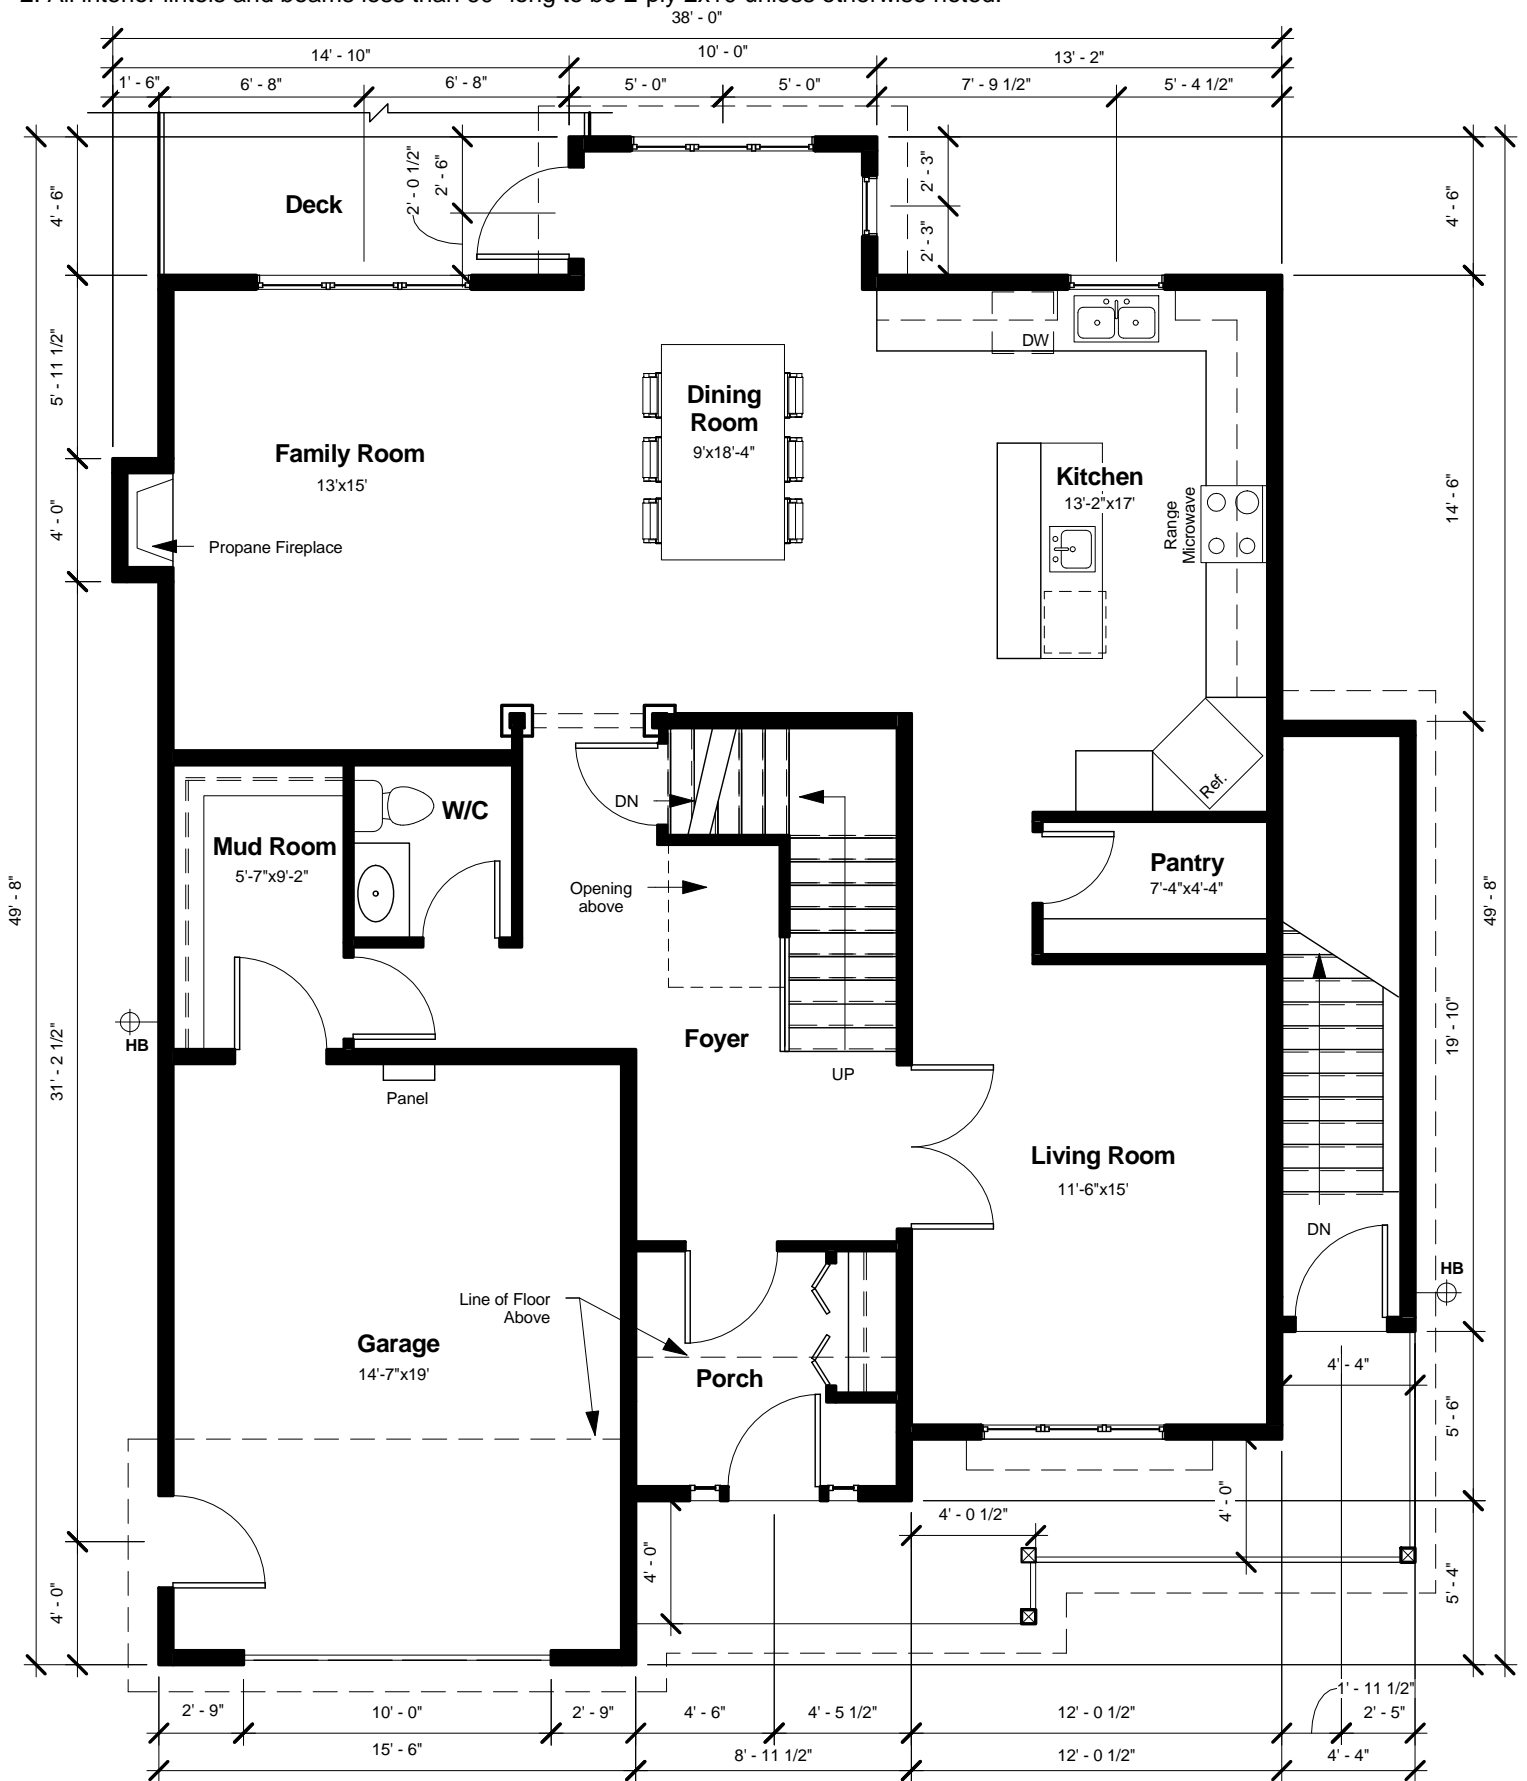 38' - 0"
14' - 10"
10' - 0"
13' - 2"
1' - 6"
6' - 8"
6' - 8"
5' - 0"
5' - 0"
7' - 9 1/2"
5' - 4 1/2"
4' - 6"
Deck
2' - 0 1/2"
2' - 6"
2' - 3"
2' - 3"
4' - 6"
DW
5' - 11 1/2"
Dining
Room
9'x18'-4"
Family Room
13'x15'
Kitchen
13'-2"x17'
Range
Microwave
14' - 6"
4' - 0"
Propane Fireplace
Ref.
DN
W/C
Mud Room
5'-7"x9'-2"
Pantry
7'-4"x4'-4"
Opening
above
49' - 8"
49' - 8"
HB
31' - 2 1/2"
Foyer
19' - 10"
UP
Panel
Living Room
11'-6"x15'
DN
HB
Line of Floor
Above
Garage
14'-7"x19'
Porch
4' - 4"
5' - 6"
4' - 0"
4' - 0 1/2"
4' - 0"
4' - 0"
5' - 4"
1' - 11 1/2"
2' - 9"
10' - 0"
2' - 9"
4' - 6"
4' - 5 1/2"
12' - 0 1/2"
2' - 5"
15' - 6"
8' - 11 1/2"
12' - 0 1/2"
4' - 4"